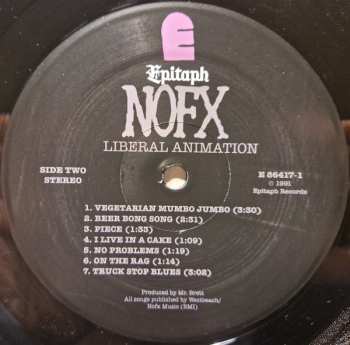 E
Epitaph
NOFX
LIBERAL ANIMATION
SIDE TWO
STEREO
E 86417-1
© 1991
Epitaph Records
1. VEGETARIAN MUMBO JUMBO (3:30)
2. BEER BONG SONG (2:31)
3. PIECE (1:33)
4. I LIVE IN A CAKE (1:09)
5. NO PROBLEMS (1:19)
6. ON THE RAG (1:14)
7. TRUCK STOP BLUES (3:02)
Produced by Mr. Brett
All songs published by Westbeach/
Nofx Music (BMI)